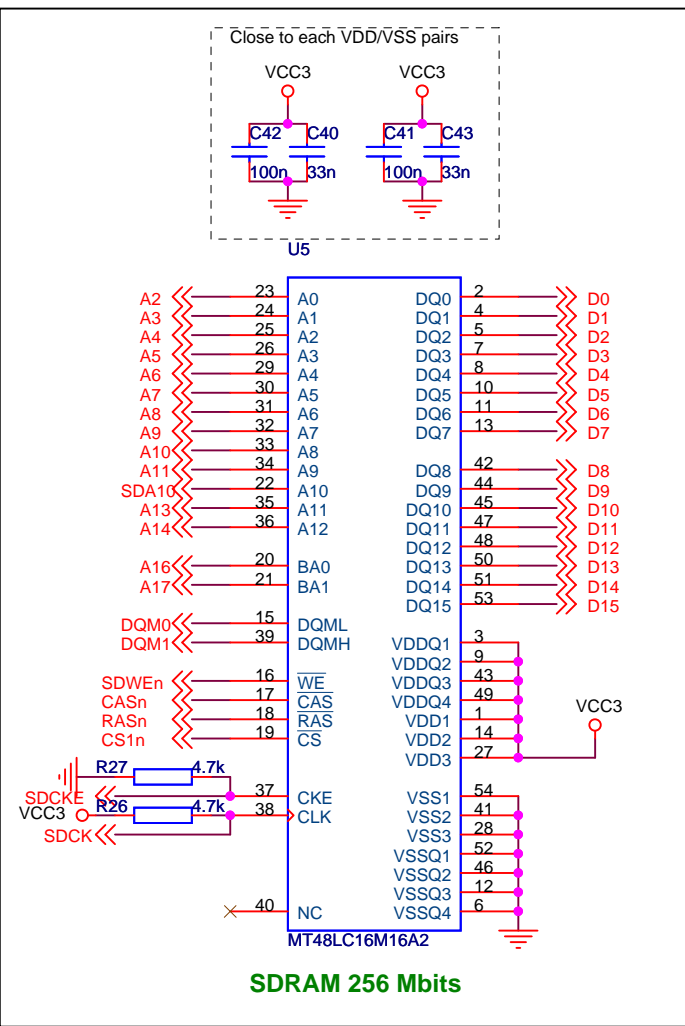 Close to each VDD/VSS pairs
VCC3 VCC3
C42 C40 C41 C43
100n 33n 100n 33n
U5
A2 23 A0 DQ0 2 D0
A3 24 A1 DQ1 4 D1
A4 25 A2 DQ2 5 D2
A5 26 A3 DQ3 7 D3
A6 29 A4 DQ4 8 D4
A7 30 A5 DQ5 10 D5
A8 31 A6 DQ6 11 D6
A9 32 A7 DQ7 13 D7
A10 33 A8
A11 34 A9 DQ8 42 D8
SDA10 22 A10 DQ9 44 D9
A13 35 A11 DQ10 45 D10
A14 36 A12 DQ11 47 D11
DQ12 48 D12
A16 20 BA0 DQ13 50 D13
A17 21 BA1 DQ14 51 D14
DQ15 53 D15
DQM0 15 DQML
DQM1 39 DQMH VDDQ1 3
VDDQ2 9
SDWEn 16 WE VDDQ3 43
CASn 17 CAS VDDQ4 49
RASn 18 RAS VDD1 1 VCC3
CS1n 19 CS VDD2 14
VDD3 27
R27 4.7k
SDCKE 37 CKE VSS1 54
VCC3 R26 4.7k 38 CLK VSS2 41
SDCK VSS3 28
VSSQ1 52
VSSQ2 46
VSSQ3 12
40 NC VSSQ4 6
MT48LC16M16A2
SDRAM 256 Mbits